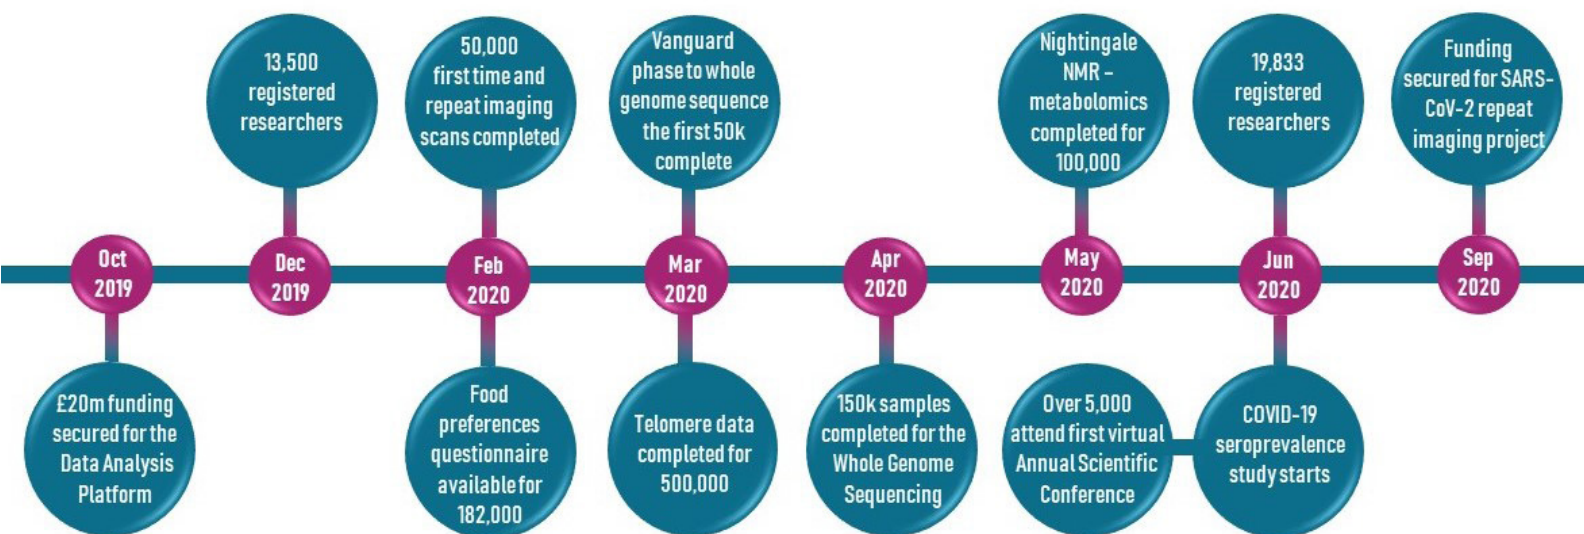 13,500
registered
researchers
50,000
first time and
repeat imaging
scans completed
Vanguard
phase to whole
genome sequence
the first 50k
complete
Nightingale
NMR –
metabolomics
completed for
100,000
19,833
registered
researchers
Funding
secured for SARS-
CoV-2 repeat
imaging project
Oct
2019
Dec
2019
Feb
2020
Mar
2020
Apr
2020
May
2020
Jun
2020
Sep
2020
£20m funding
secured for the
Data Analysis
Platform
Food
preferences
questionnaire
available for
182,000
Telomere data
completed for
500,000
150k samples
completed for the
Whole Genome
Sequencing
Over 5,000
attend first virtual
Annual Scientific
Conference
COVID-19
seroprevalence
study starts